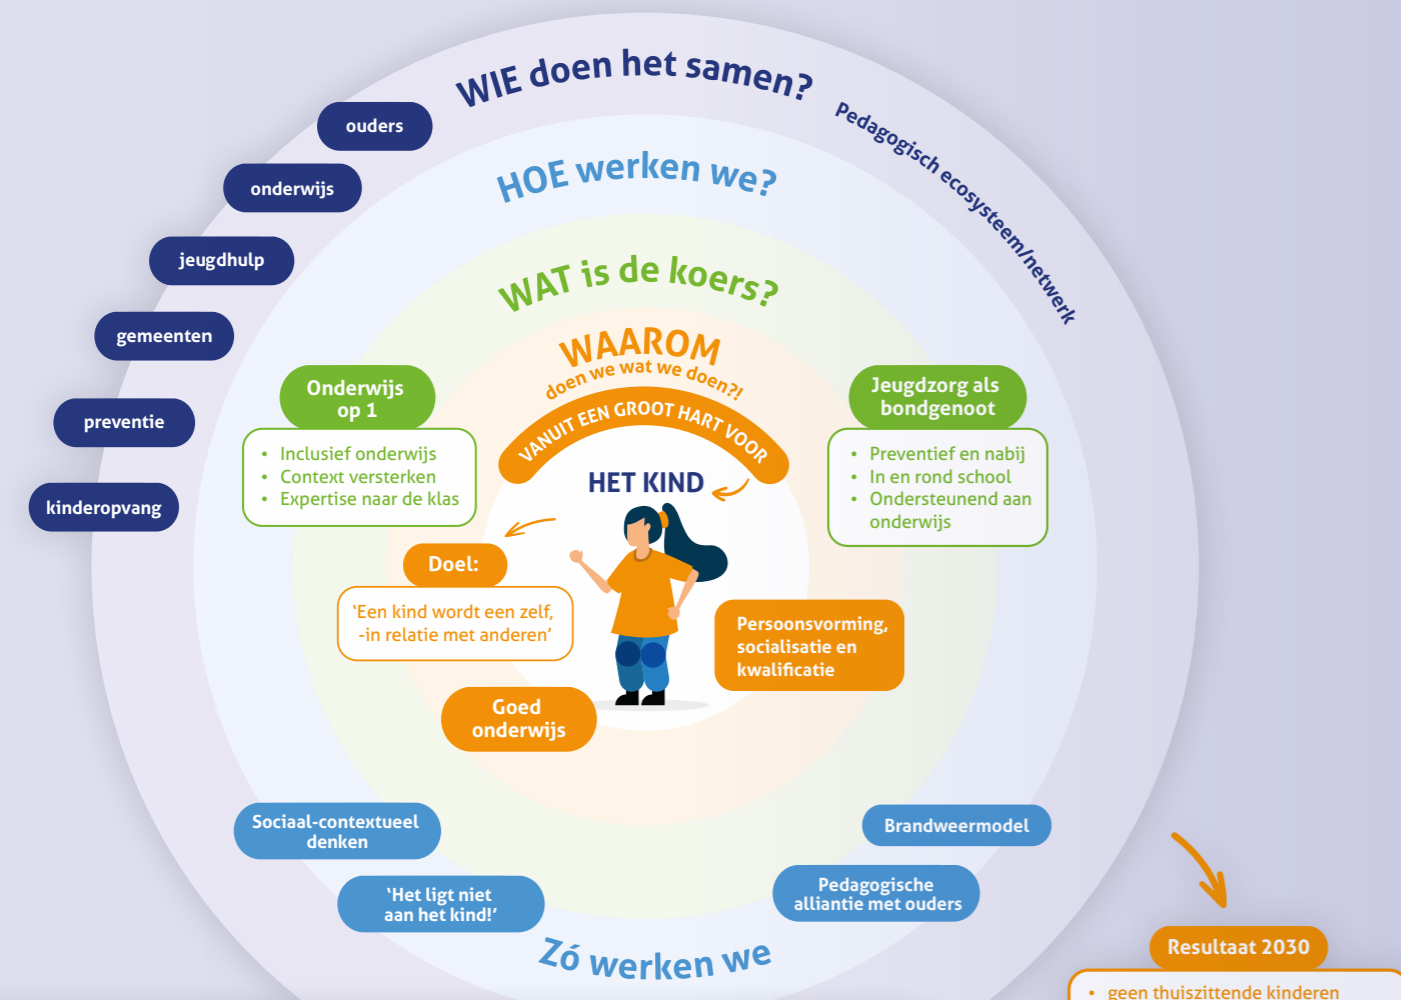 WIE doen het samen?
Pedagogisch ecosysteem/netwerk
ouders
onderwijs
jeugdhulp
gemeenten
preventie
kinderopvang
HOE werken we?
WAT is de koers?
WAAROM
doen we wat we doen?!
VANUIT EEN GROOT HART VOOR
HET KIND
Onderwijs
op 1
• Inclusief onderwijs
• Context versterken
• Expertise naar de klas
Jeugdzorg als
bondgenoot
• Preventief en nabij
• In en rond school
• Ondersteunend aan
onderwijs
Doel:
‘Een kind wordt een zelf,
-in relatie met anderen’
Persoonsvorming,
socialisatie en
kwalificatie
Goed
onderwijs
Sociaal-contextueel
denken
‘Het ligt niet
aan het kind!’
Brandweermodel
Pedagogische
alliantie met ouders
Zó werken we
Resultaat 2030
• geen thuiszittende kinderen